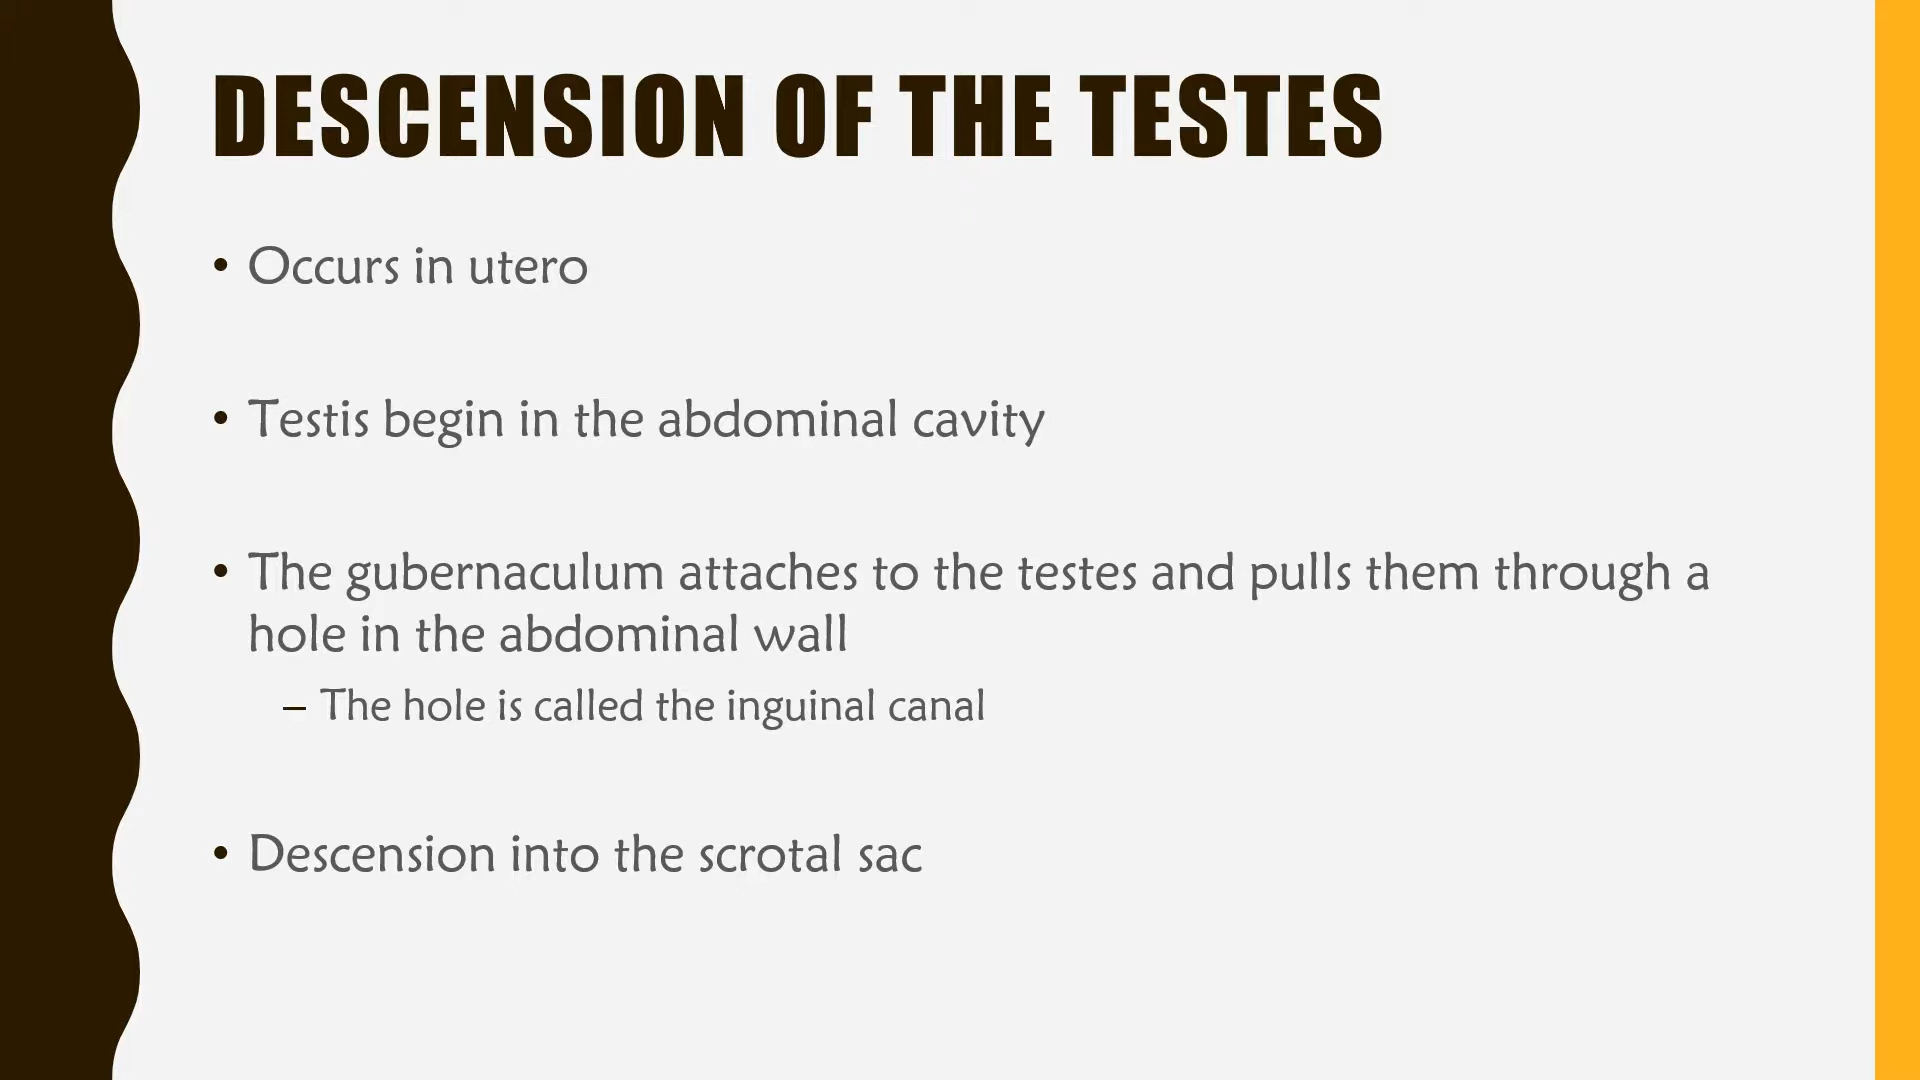 DESCENSION OF THE TESTES
• Occurs in utero
• Testis begin in the abdominal cavity
• The gubernaculum attaches to the testes and pulls them through a
hole in the abdominal wall
– The hole is called the inguinal canal
• Descension into the scrotal sac